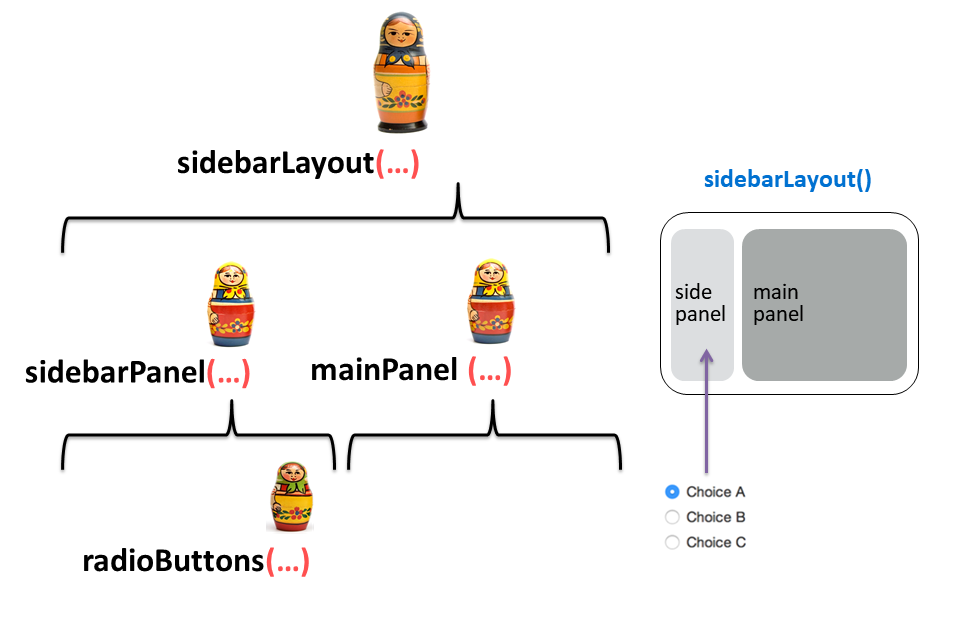 sidebarLayout(…)
sidebarLayout()
side
panel
main
panel
sidebarPanel(…)
mainPanel (…)
Choice A
Choice B
Choice C
radioButtons(…)